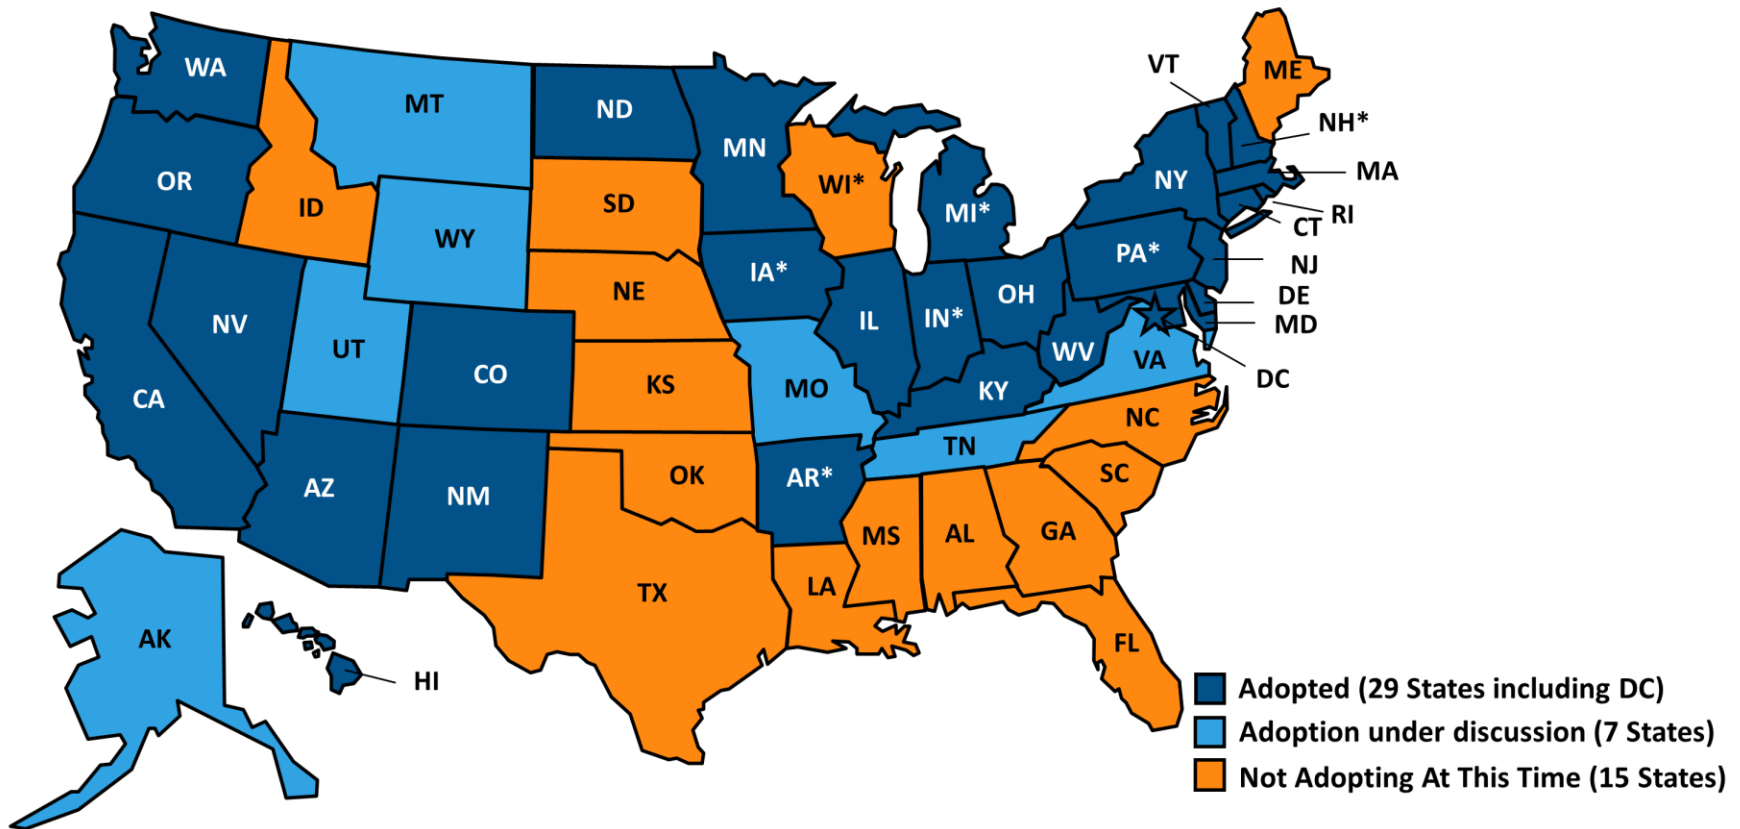 WA
MT
ND
MN
VT
ME
NH*
OR
ID
SD
WI*
MI*
NY
MA
RI
CT
WY
IA*
PA*
NJ
NE
OH
DE
NV
UT
IL
IN*
MD
CO
WV
VA
DC
CA
KS
MO
KY
NC
TN
AZ
NM
OK
AR*
SC
MS
AL
GA
TX
LA
AK
HI
FL
Adopted (29 States including DC)
Adoption under discussion (7 States)
Not Adopting At This Time (15 States)